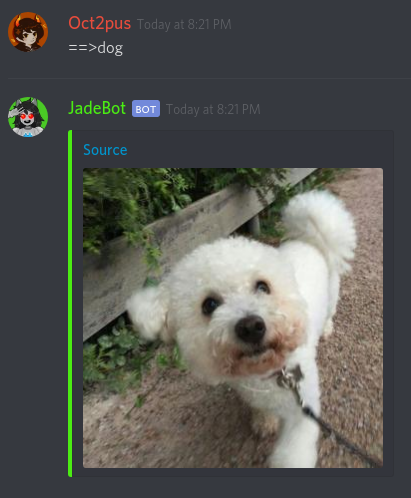 Oct2pus Today at 8:21 PM
==>dog
JadeBot BOT Today at 8:21 PM
Source